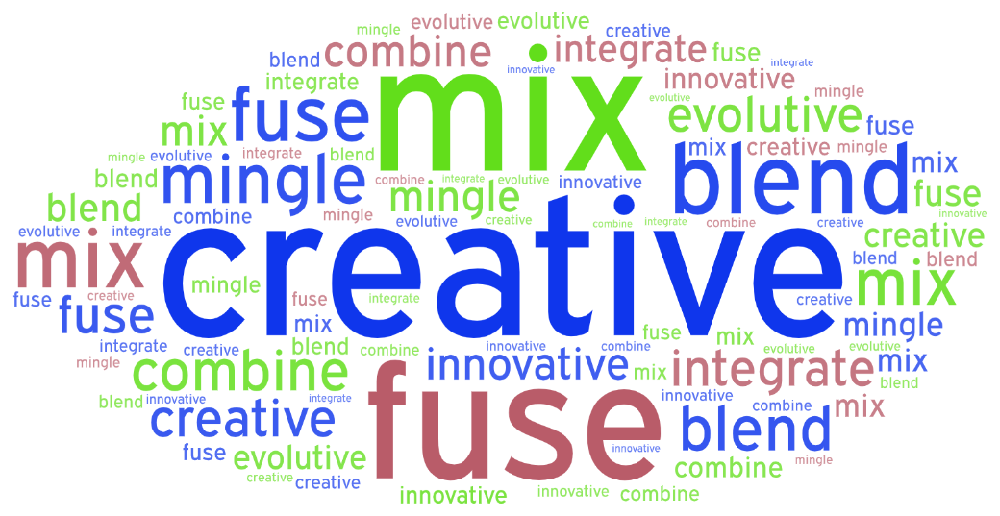 evolutive evolutive
mingle creative
combine integrate fuse
blend innovative integrate
integrate mix innovative
fuse fuse evolutive mingle
mix evolutive fuse
mingle evolutive integrate blend mix creative mingle mix
blend mingle combine integrate evolutive innovative blend fuse
blend combine mingle mingle evolutive creative combine integrate combine creative innovative
evolutive integrate creative creative
mix mingle blend blend
fuse creative fuse integrate creative mix
fuse mix mingle
integrate creative blend combine innovative combine fuse mix evolutive evolutive
mingle combine innovative mix integrate mix
blend innovative integrate fuse innovative combine mix blend
creative blend
fuse evolutive innovative combine mingle
creative creative
innovative innovative combine